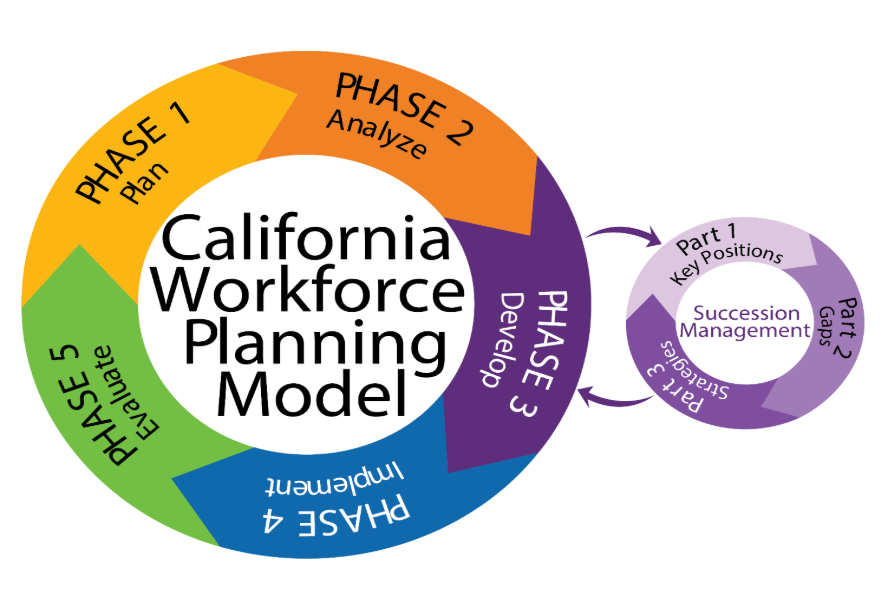 PHASE 1
Plan
PHASE 2
Analyze
PHASE 3
Develop
PHASE 4
Implement
PHASE 5
Evaluate
California
Workforce
Planning
Model
Part 1
Key Positions
Part 2
Gaps
Part 3
Strategies
Succession
Management